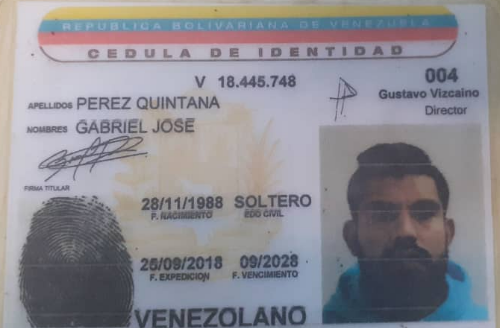 REPUBLICA BOLIVARIANA DE VENEZUELA
CEDULA DE IDENTIDAD
V 18.445.748
004
Gustavo Vizcaino
Director
APELLIDOS PEREZ QUINTANA
NOMBRES GABRIEL JOSE
FIRMA TITULAR
28/11/1988 SOLTERO
F. NACIMIENTO EDO CIVIL
25/09/2018 09/2028
F. EXPEDICION F. VENCIMIENTO
VENEZOLANO